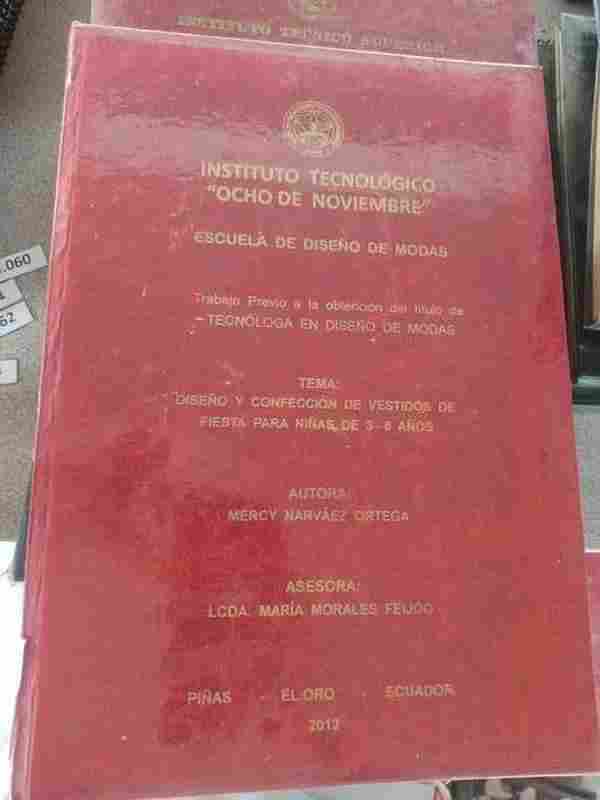 INSTITUTO TECNICO SUPERIOR
INSTITUTO TECNOLÓGICO
"OCHO DE NOVIEMBRE"
ESCUELA DE DISEÑO DE MODAS
Trabajo Previo a la obtención del título de
TECNÓLOGA EN DISEÑO DE MODAS
TEMA:
DISEÑO Y CONFECCIÓN DE VESTIDOS DE
FIESTA PARA NIÑAS DE 3-6 AÑOS
AUTORA:
MERCY NARVÁEZ ORTEGA
ASESORA:
LCDA. MARÍA MORALES FEIJOO
PIÑAS - EL ORO - ECUADOR
2012
.060
62